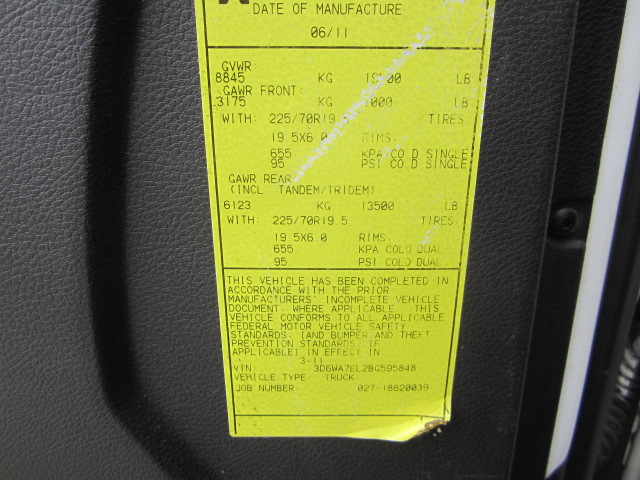 DATE OF MANUFACTURE
06/11
GVWR:
8845 KG LB
GAWR FRONT:
3175 KG LB
WITH: 225/70R19.5 TIRES
19.5X6.0 RIMS:
655 KPA CO D SINGLE
95 PSI CO D SINGLE
GAWR REAR
(INCL TANDEM/TRIDEM)
6123 KG 13500 LB
WITH: 225/70R19.5 TIRES:
19.5X6.0 RIMS:
655 KPA COLD DUAL
95 PSI COLD DUAL
THIS VEHICLE HAS BEEN COMPLETED IN
ACCORDANCE WITH THE PRIOR
MANUFACTURERS' INCOMPLETE VEHICLE
DOCUMENT, WHERE APPLICABLE. THIS
VEHICLE CONFORMS TO ALL APPLICABLE
FEDERAL MOTOR VEHICLE SAFETY
STANDARDS, [AND BUMPER AND THEFT
PREVENTION STANDARDS, IF
APPLICABLE] IN EFFECT IN
3-11
VIN: 3D6WA7EL2BG595848
VEHICLE TYPE: TRUCK
JOB NUMBER 027-18620039